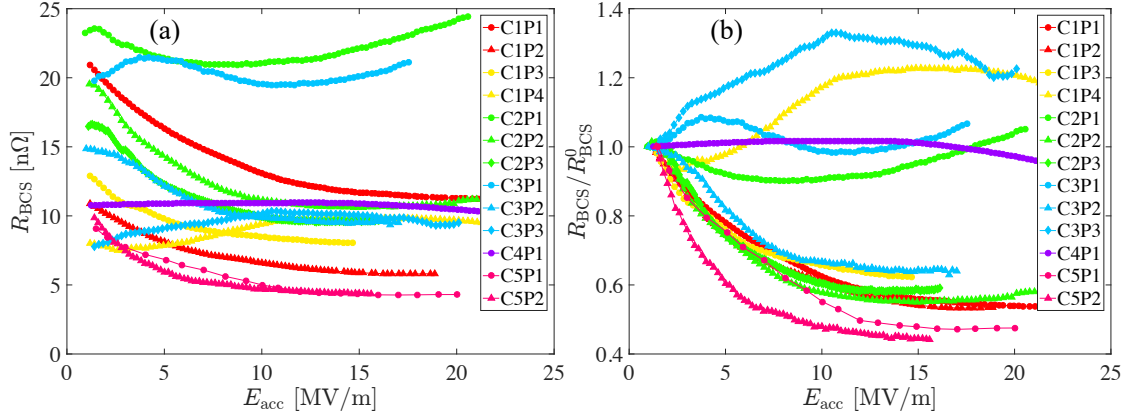 (a)
R_BCS [nΩ]
25
20
15
10
5
0
0 5 10 15 20 25
E_acc [MV/m]
C1P1
C1P2
C1P3
C1P4
C2P1
C2P2
C2P3
C3P1
C3P2
C3P3
C4P1
C5P1
C5P2
(b)
R_BCS/R⁰_BCS
1.4
1.2
1.0
0.8
0.6
0.4
0 5 10 15 20 25
E_acc [MV/m]
C1P1
C1P2
C1P3
C1P4
C2P1
C2P2
C2P3
C3P1
C3P2
C3P3
C4P1
C5P1
C5P2